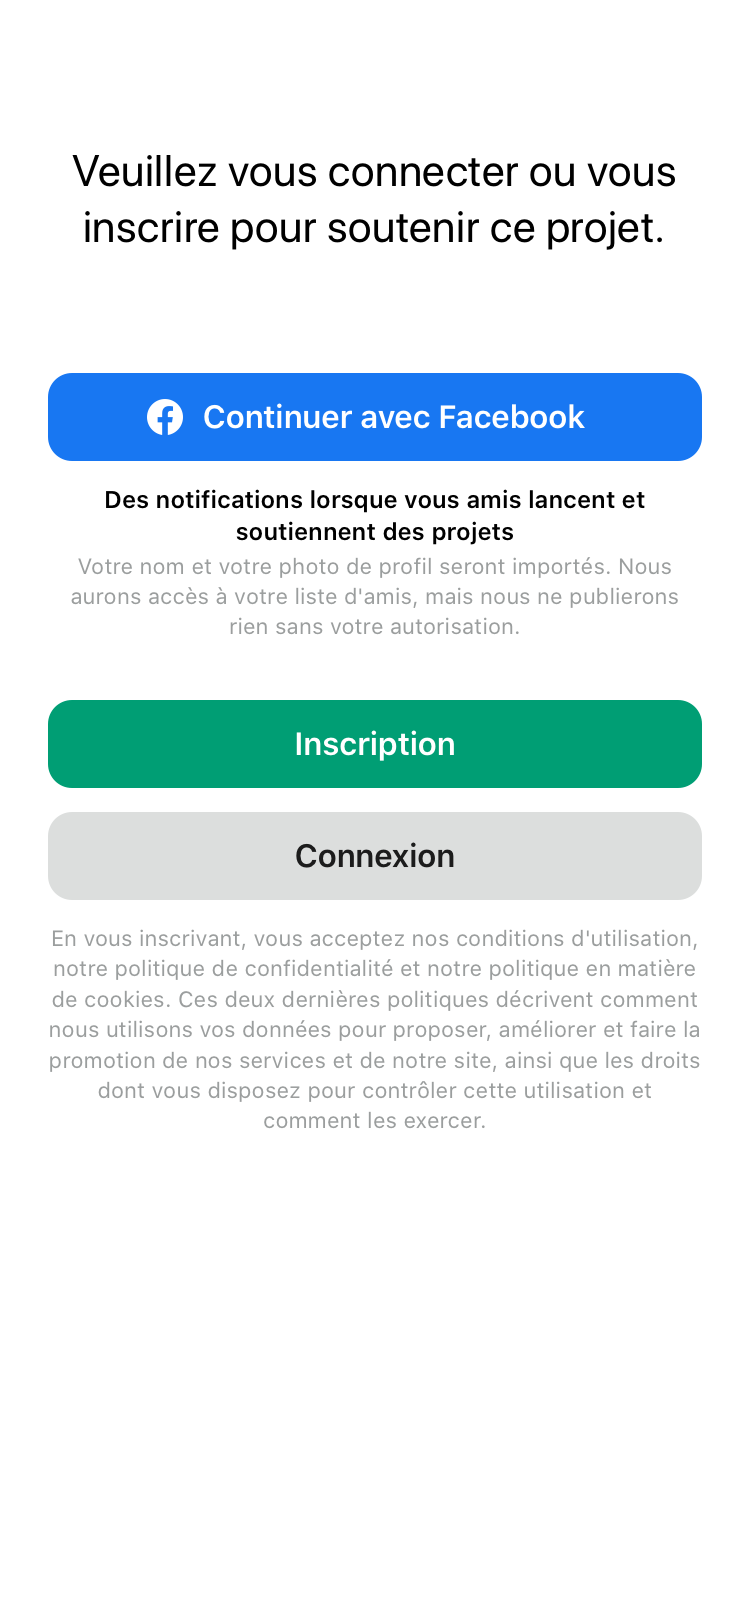 Veuillez vous connecter ou vous
inscrire pour soutenir ce projet.
Continuer avec Facebook
Des notifications lorsque vous amis lancent et
soutiennent des projets
Votre nom et votre photo de profil seront importés. Nous
aurons accès à votre liste d'amis, mais nous ne publierons
rien sans votre autorisation.
Inscription
Connexion
En vous inscrivant, vous acceptez nos conditions d'utilisation,
notre politique de confidentialité et notre politique en matière
de cookies. Ces deux dernières politiques décrivent comment
nous utilisons vos données pour proposer, améliorer et faire la
promotion de nos services et de notre site, ainsi que les droits
dont vous disposez pour contrôler cette utilisation et
comment les exercer.